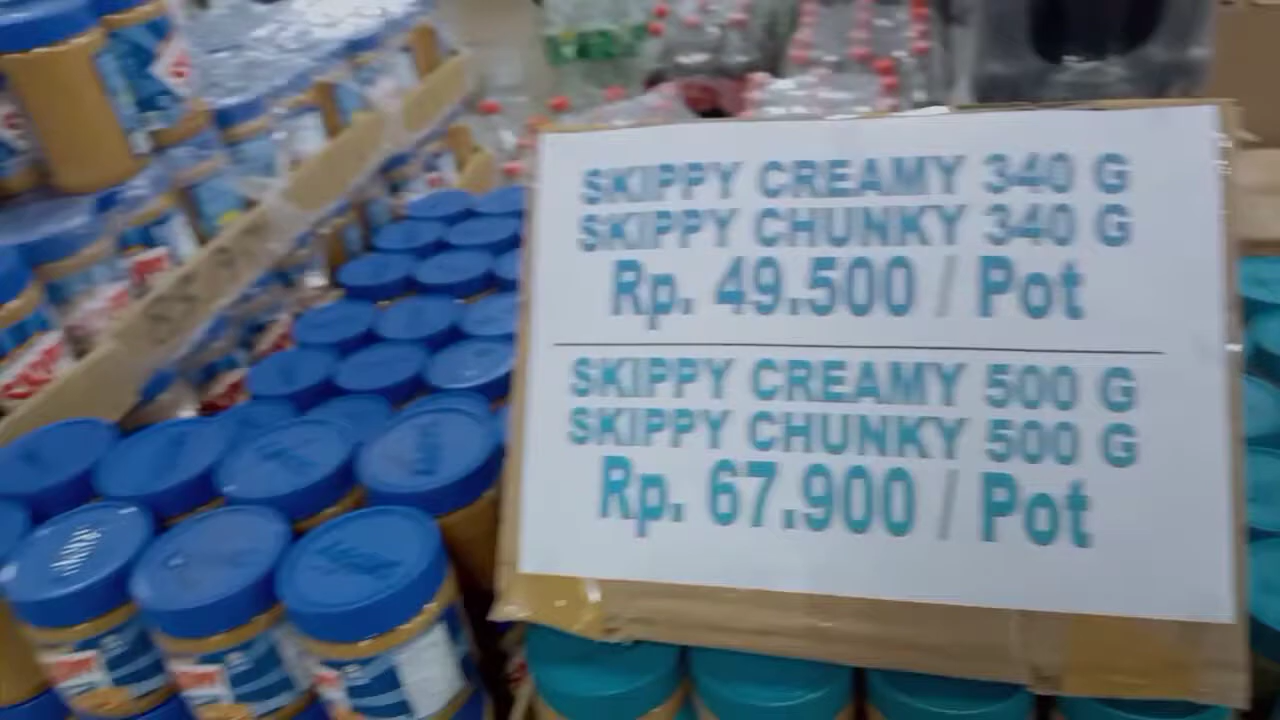 SKIPPY CREAMY 340 G
SKIPPY CHUNKY 340 G
Rp. 49.500 / Pot
SKIPPY CREAMY 500 G
SKIPPY CHUNKY 500 G
Rp. 67.900 / Pot